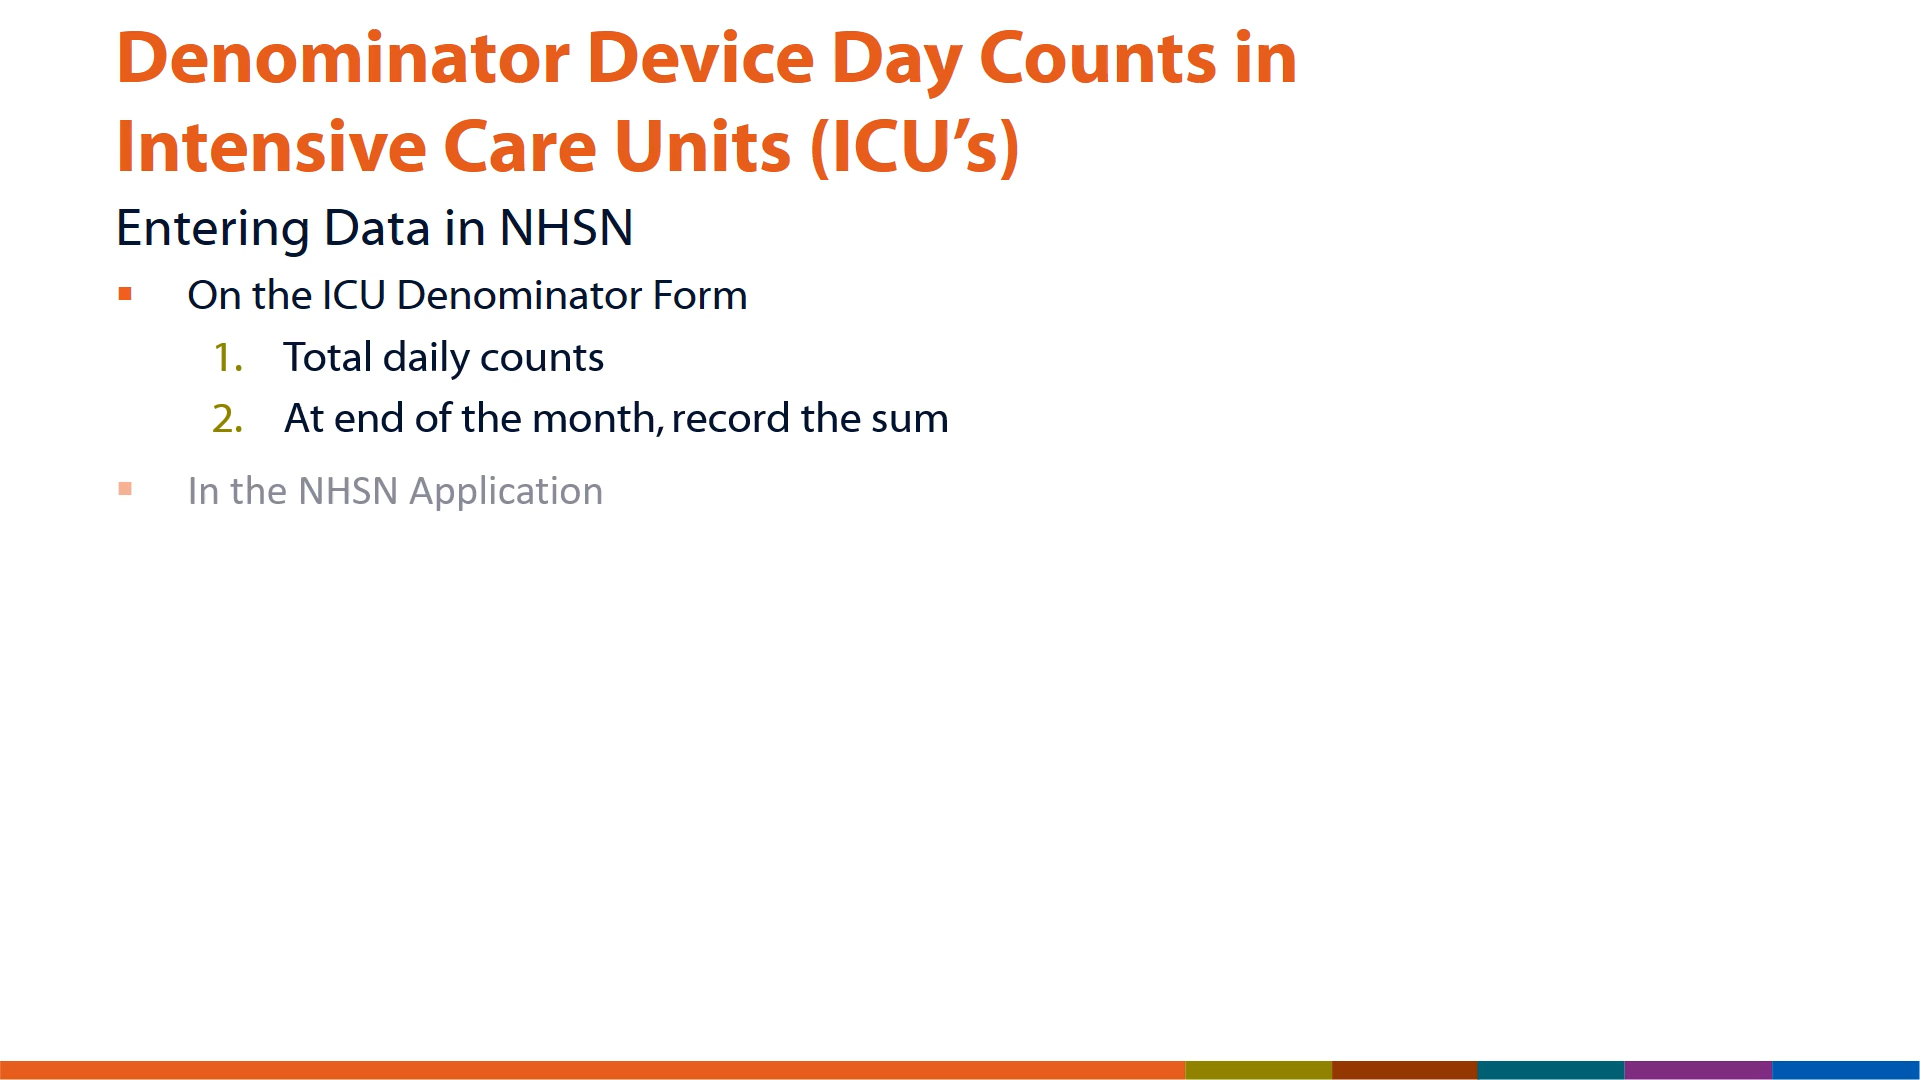 Denominator Device Day Counts in
Intensive Care Units (ICU’s)
Entering Data in NHSN
▪ On the ICU Denominator Form
1. Total daily counts
2. At end of the month, record the sum
▪ In the NHSN Application